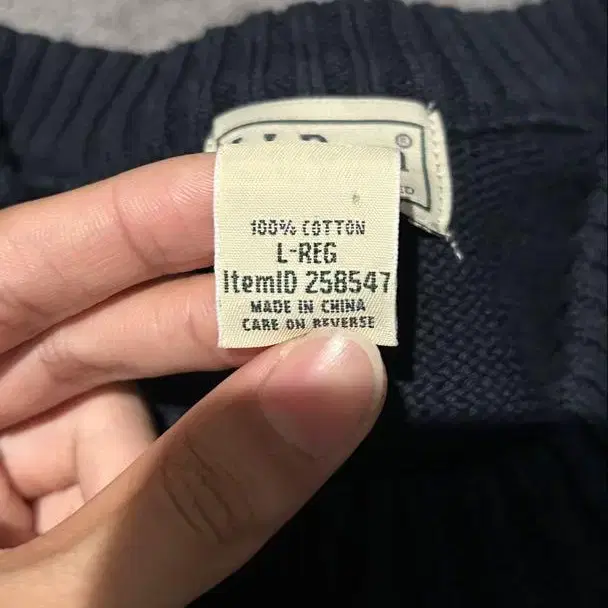 100% COTTON
L-REG
ItemID 258547
MADE IN CHINA
CARE ON REVERSE